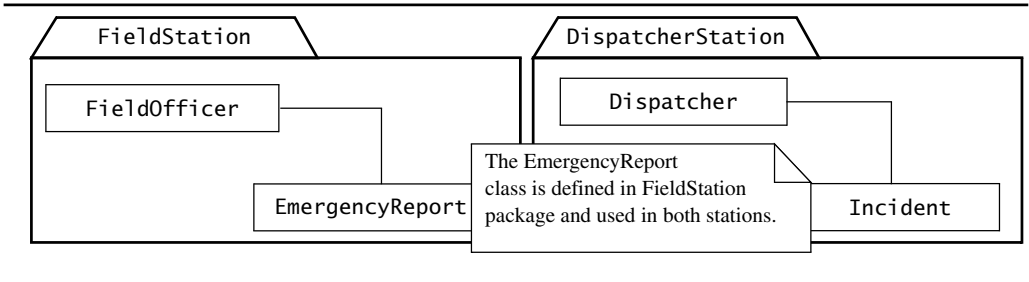 FieldStation
DispatcherStation
FieldOfficer
Dispatcher
The EmergencyReport
class is defined in FieldStation
package and used in both stations.
EmergencyReport
Incident